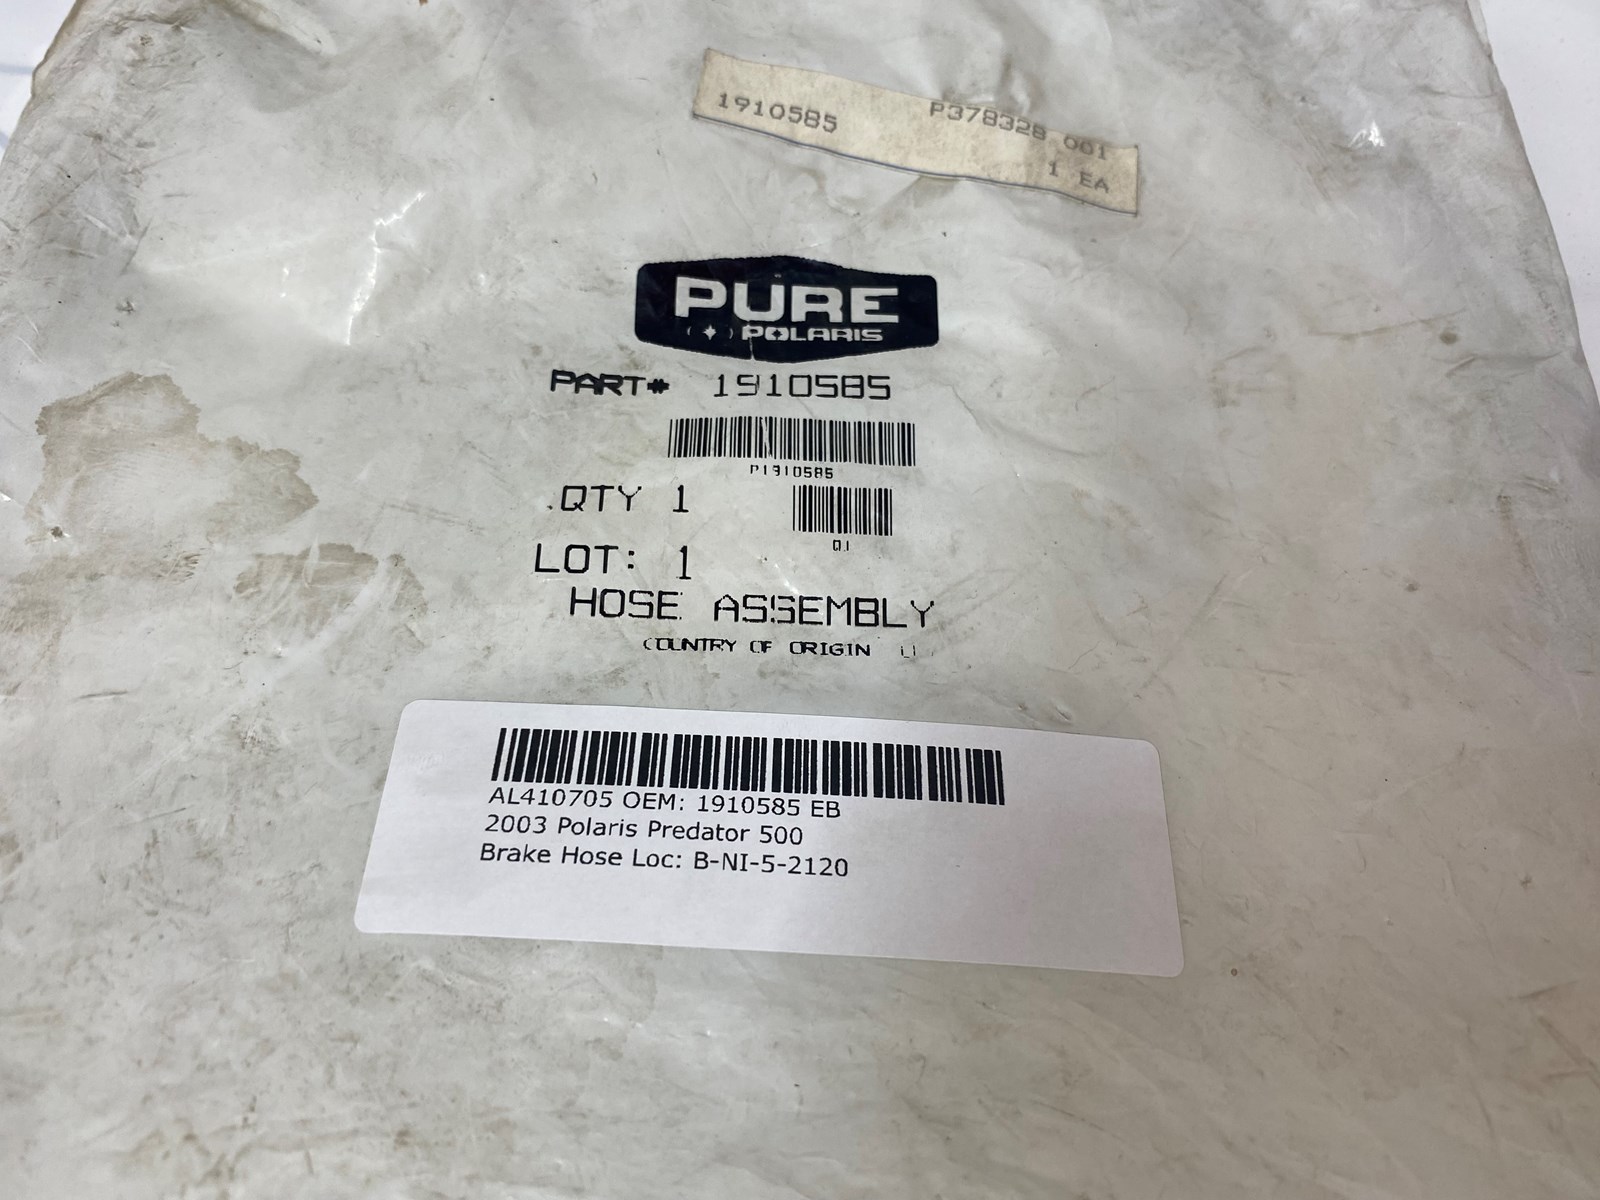 1910585 P378328 001
1 EA
PURE
POLARIS
PART# 1910585
P1910585
QTY 1
Q1
LOT: 1
HOSE ASSEMBLY
COUNTRY OF ORIGIN
AL410705 OEM: 1910585 EB
2003 Polaris Predator 500
Brake Hose Loc: B-NI-5-2120